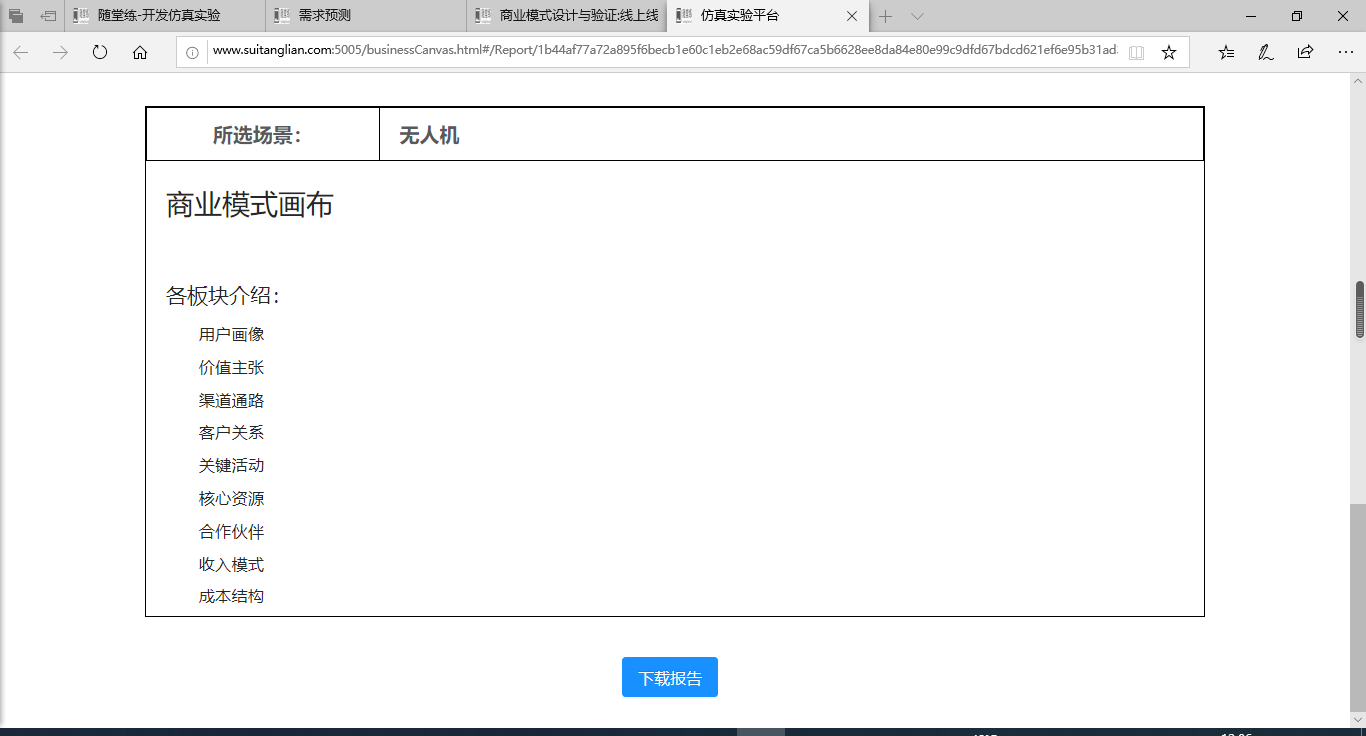 随堂练-开发仿真实验
需求预测
商业模式设计与验证:线上线
仿真实验平台
www.suitanglian.com:5005/businessCanvas.html#/Report/1b44af77a72a895f6becb1e60c1eb2e68ac59df67ca5b6628ee8da84e80e99c9dfd67bdcd621ef6e95b31ad
所选场景：
无人机
商业模式画布
各板块介绍：
用户画像
价值主张
渠道通路
客户关系
关键活动
核心资源
合作伙伴
收入模式
成本结构
下载报告